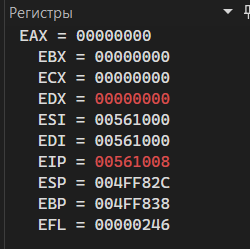 Регистры
EAX = 00000000
EBX = 00000000
ECX = 00000000
EDX = 00000000
ESI = 00561000
EDI = 00561000
EIP = 00561008
ESP = 004FF82C
EBP = 004FF838
EFL = 00000246